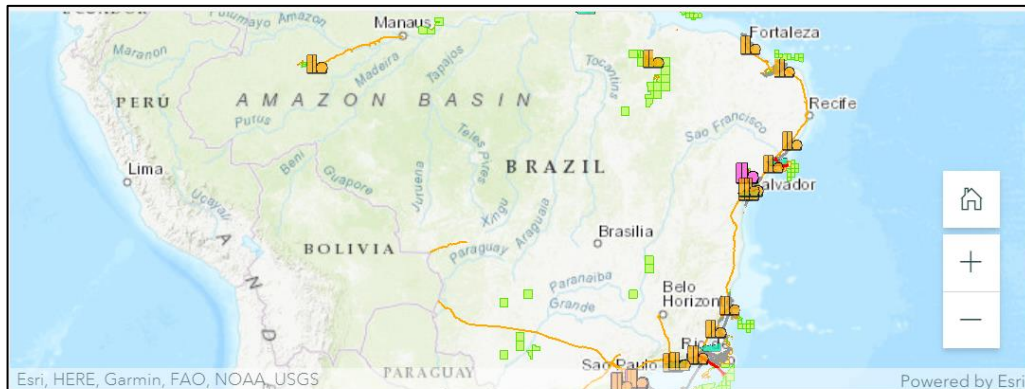 Putumayo Amazon
Manaus
Fortaleza
Maranon
Madeira
Tapajos
Tocantins
PERU
AMAZON BASIN
Purus
Recife
Sao Francisco
Teles Pires
Lima
Beni
Guapore
Juruena
Xingu
BRAZIL
Salvador
Ucayali
Araguaia
BOLIVIA
Paraguay
Brasilia
Paranaiba
Grande
Belo
Horizon
AND
Sao Paulo
PARAGUAY
Esri, HERE, Garmin, FAO, NOAA, USGS
Powered by Esri